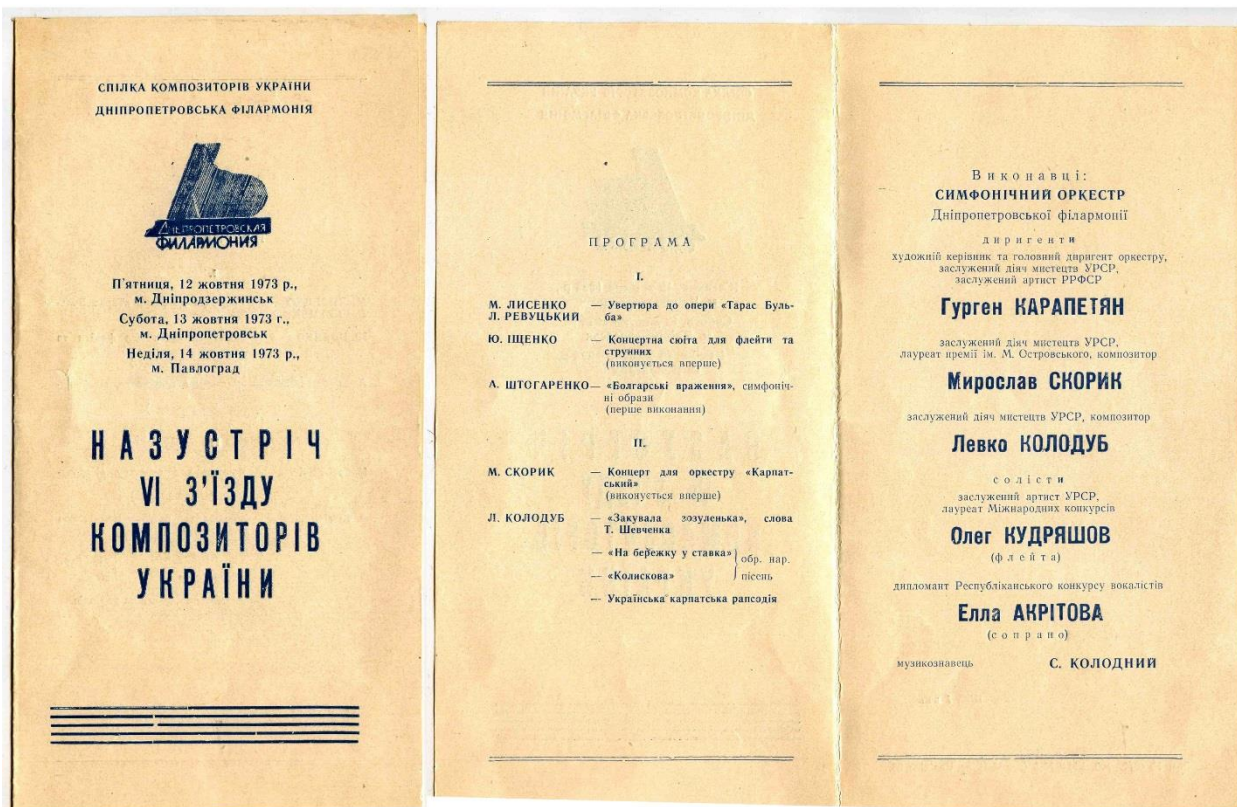 СПІЛКА КОМПОЗИТОРІВ УКРАЇНИ
ДНІПРОПЕТРОВСЬКА ФІЛАРМОНІЯ
ДНЕПРОПЕТРОВСКАЯ
ФИЛАРМОНИЯ
П'ятниця, 12 жовтня 1973 р.,
м. Дніпродзержинськ
Субота, 13 жовтня 1973 г.,
м. Дніпропетровськ
Неділя, 14 жовтня 1973 р.,
м. Павлоград
НАЗУСТРІЧ
VI З'ЇЗДУ
КОМПОЗИТОРІВ
УКРАЇНИ
ПРОГРАМА
I.
М. ЛИСЕНКО — Увертюра до опери «Тарас Буль-
Л. РЕВУЦЬКИЙ ба»
Ю. ІЩЕНКО — Концертна сюїта для флейти та
струнних
(виконується вперше)
А. ШТОГАРЕНКО — «Болгарські враження», симфоніч-
ні образи
(перше виконання)
II.
М. СКОРИК — Концерт для оркестру «Карпат-
ський»
(виконується вперше)
Л. КОЛОДУБ — «Закувала зозуленька», слова
Т. Шевченка
— «На бережку у ставка» обр. нар.
— «Колискова» пісень
— Українська карпатська рапсодія
Виконавці:
СИМФОНІЧНИЙ ОРКЕСТР
Дніпропетровської філармонії
диригенти
художній керівник та головний диригент оркестру,
заслужений діяч мистецтв УРСР,
заслужений артист РРФСР
Гурген КАРАПЕТЯН
заслужений діяч мистецтв УРСР,
лауреат премії ім. М. Островського, композитор
Мирослав СКОРИК
заслужений діяч мистецтв УРСР, композитор
Левко КОЛОДУБ
солісти
заслужений артист УРСР,
лауреат Міжнародних конкурсів
Олег КУДРЯШОВ
(флейта)
дипломант Республіканського конкурсу вокалістів
Елла АКРІТОВА
(сопрано)
музикознавець С. КОЛОДНИЙ